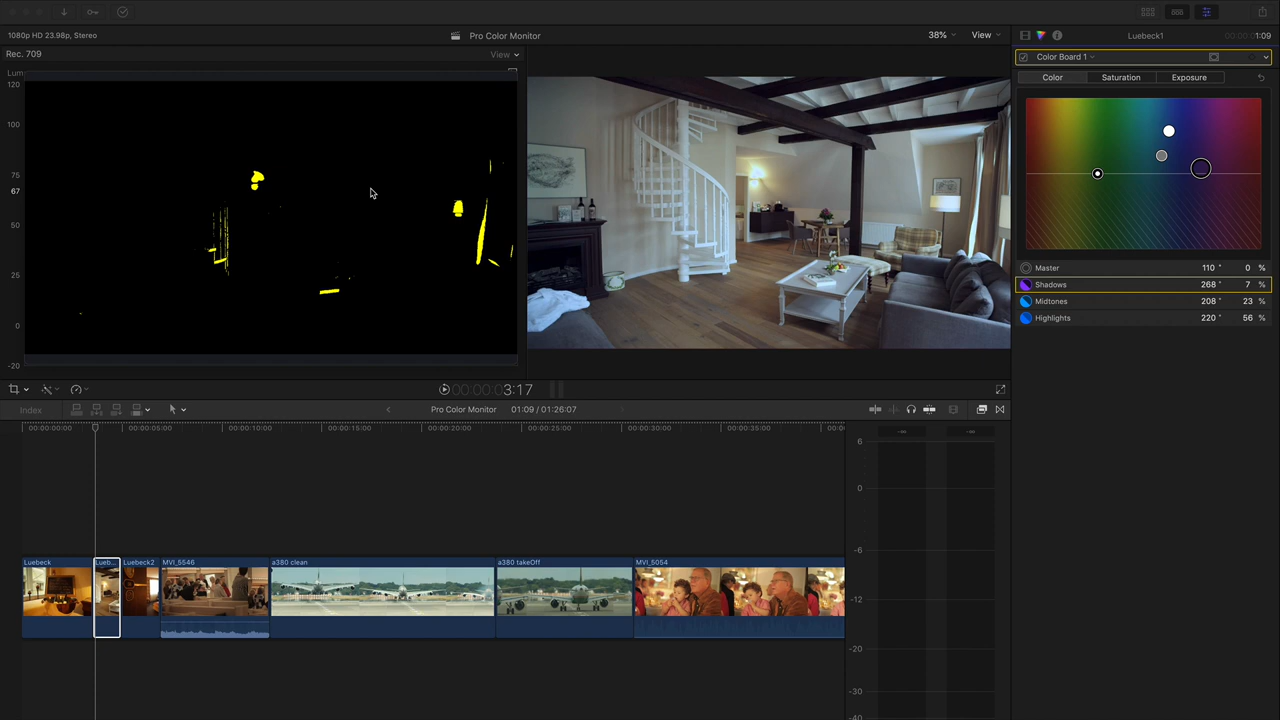 1080p HD 23.98p, Stereo
Pro Color Monitor
38%
View
Luebeck1
00:00:00:01:09
Rec. 709
View
Color Board 1
Color
Saturation
Exposure
Lum
120
100
75
67
50
25
0
-20
Master 110 ° 0 %
Shadows 268 ° 7 %
Midtones 208 ° 23 %
Highlights 220 ° 56 %
00:00:00:03:17
Index
Pro Color Monitor
01:09 / 01:26:07
00:00:00:00
00:00:05:00
00:00:10:00
00:00:15:00
00:00:20:00
00:00:25:00
00:00:30:00
00:00:35:00
-∞
-∞
6
0
-6
-12
-20
-30
-40
Luebeck
Lueb...
Luebeck2
MVI_5546
a380 clean
a380 takeOff
MVI_5054